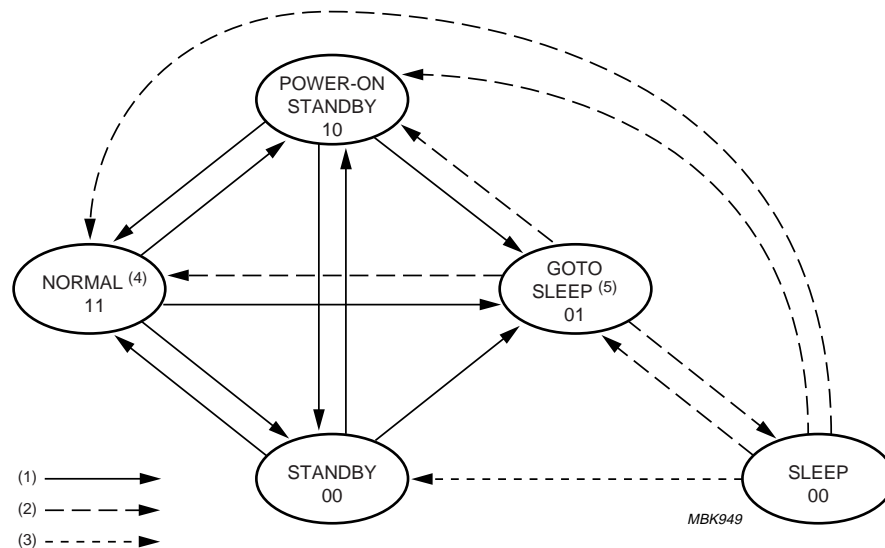 POWER-ON
STANDBY
10
NORMAL (4)
11
GOTO
SLEEP (5)
01
STANDBY
00
SLEEP
00
MBK949
(1)
(2)
(3)